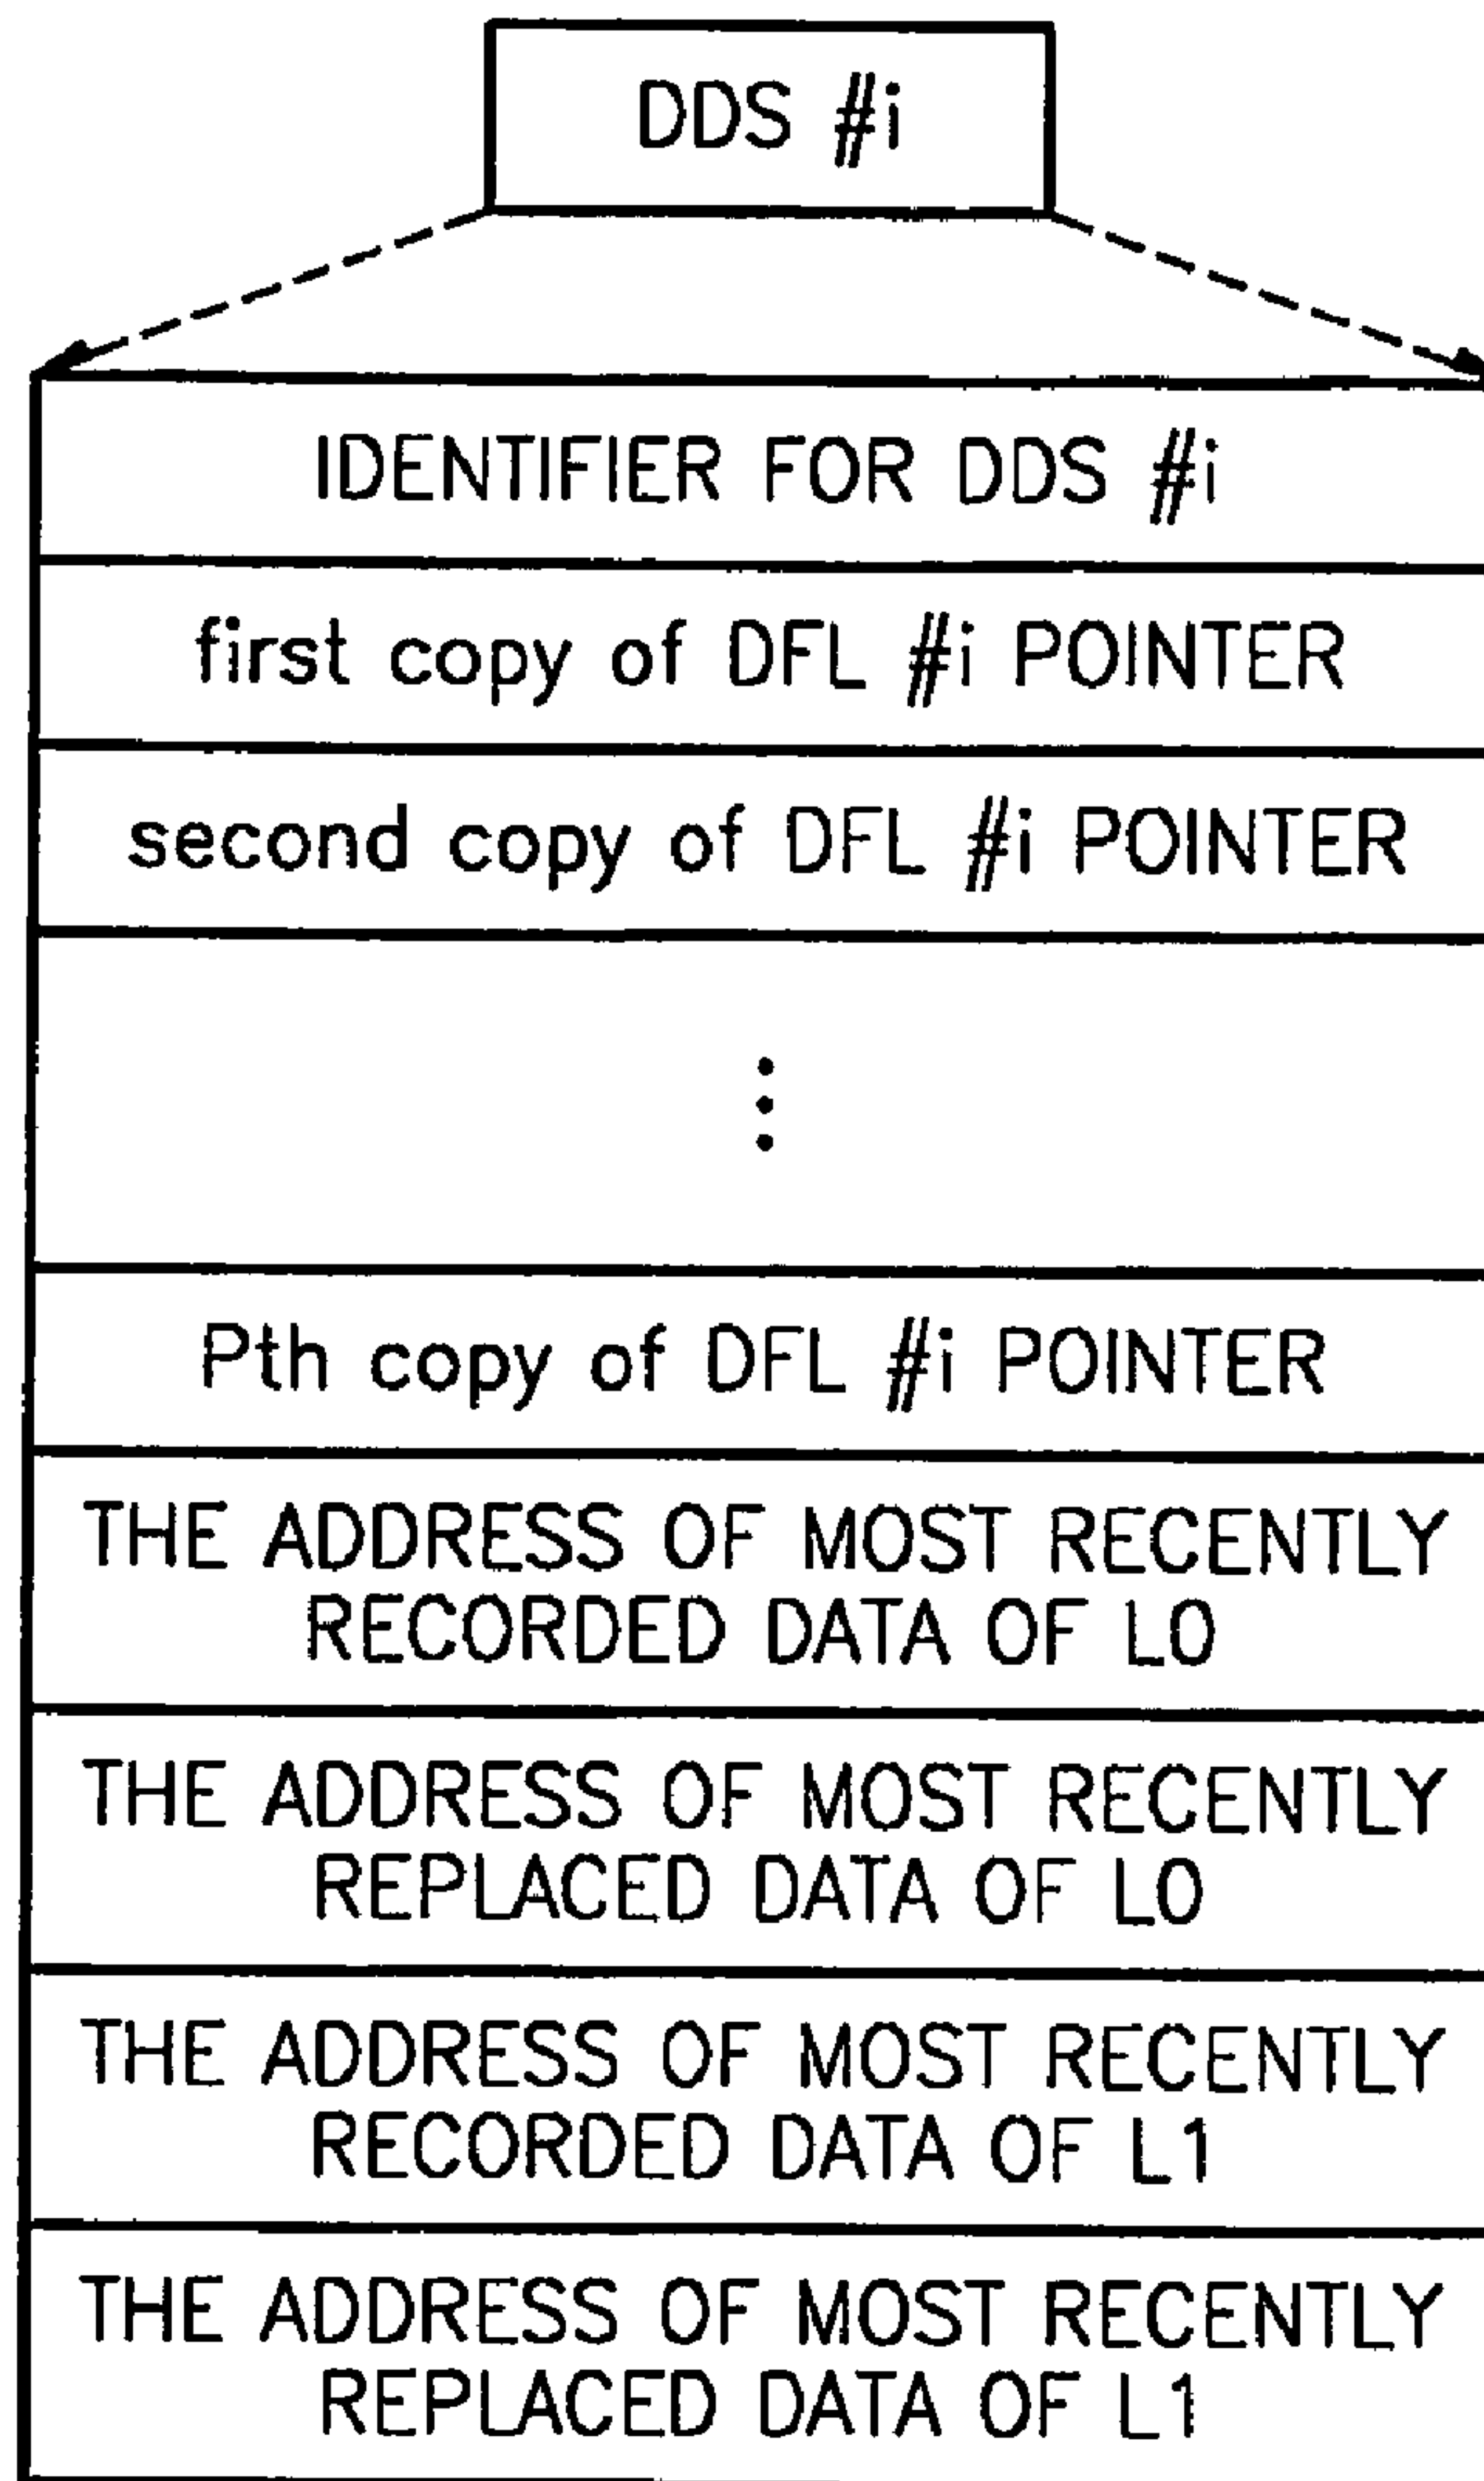 DDS #i
IDENTIFIER FOR DDS #i
first copy of DFL #i POINTER
second copy of DFL #i POINTER
⋮
Pth copy of DFL #i POINTER
THE ADDRESS OF MOST RECENTLY
RECORDED DATA OF L0
THE ADDRESS OF MOST RECENTLY
REPLACED DATA OF L0
THE ADDRESS OF MOST RECENTLY
RECORDED DATA OF L1
THE ADDRESS OF MOST RECENTLY
REPLACED DATA OF L1